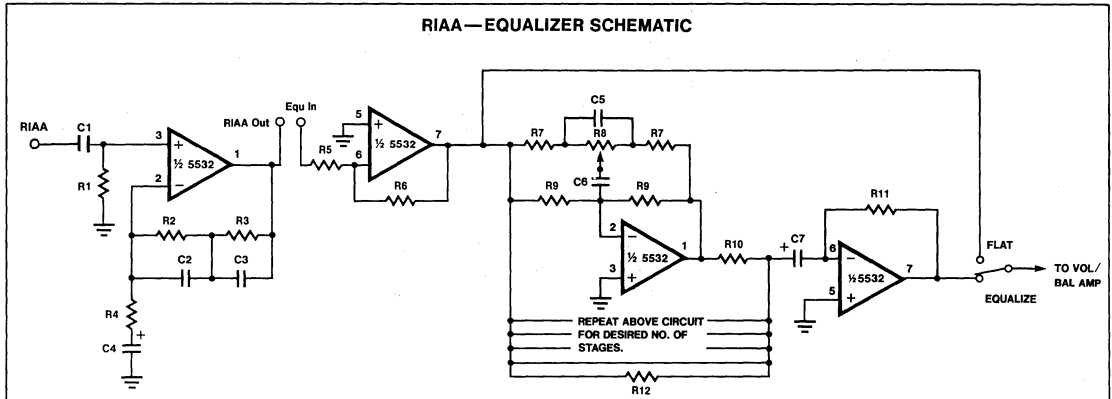 RIAA—EQUALIZER SCHEMATIC
RIAA
C1
R1
3
+
½ 5532
2
−
1
RIAA Out
Equ In
R2
R3
C2
C3
R4
+
C4
R5
5
+
½ 5532
6
−
7
R6
C5
R7
R8
R7
C6
R9
R9
2
−
½ 5532
3
+
1
R10
+
C7
R11
6
−
½ 5532
5
+
7
FLAT
EQUALIZE
TO VOL/
BAL AMP
REPEAT ABOVE CIRCUIT
FOR DESIRED NO. OF
STAGES.
R12